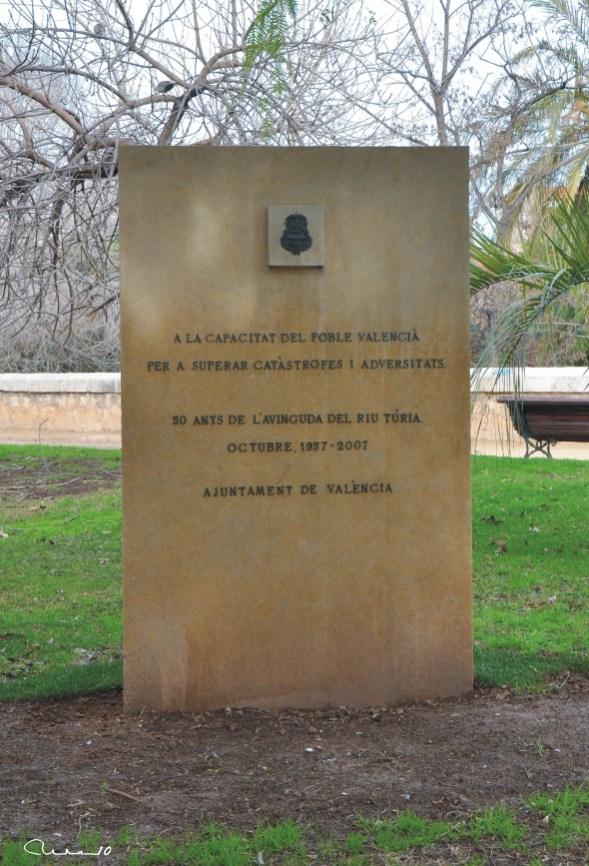 A LA CAPACITAT DEL POBLE VALENCIÀ
PER A SUPERAR CATÀSTROFES I ADVERSITATS.
50 ANYS DE L'AVINGUDA DEL RIU TÚRIA.
OCTUBRE, 1957-2007
AJUNTAMENT DE VALÈNCIA